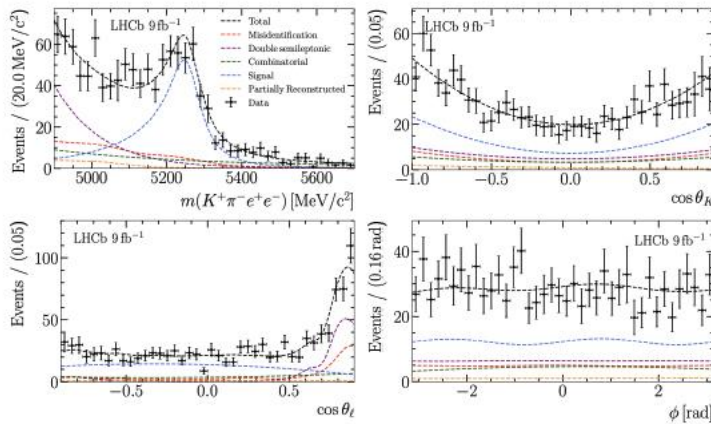 LHCb 9 fb⁻¹
Total
Misidentification
Double semileptonic
Combinatorial
Signal
Partially Reconstructed
Data
Events / (20.0 MeV/c²)
60
40
20
0
5000 5200 5400 5600
m(K⁺π⁻e⁺e⁻) [MeV/c²]
LHCb 9 fb⁻¹
Events / (0.05)
60
40
20
0
−1.0 −0.5 0.0 0.5
cos θ_K
LHCb 9 fb⁻¹
Events / (0.05)
100
50
0
−0.5 0.0 0.5
cos θ_ℓ
LHCb 9 fb⁻¹
Events / (0.16 rad)
40
20
0
−2 0 2
ϕ [rad]